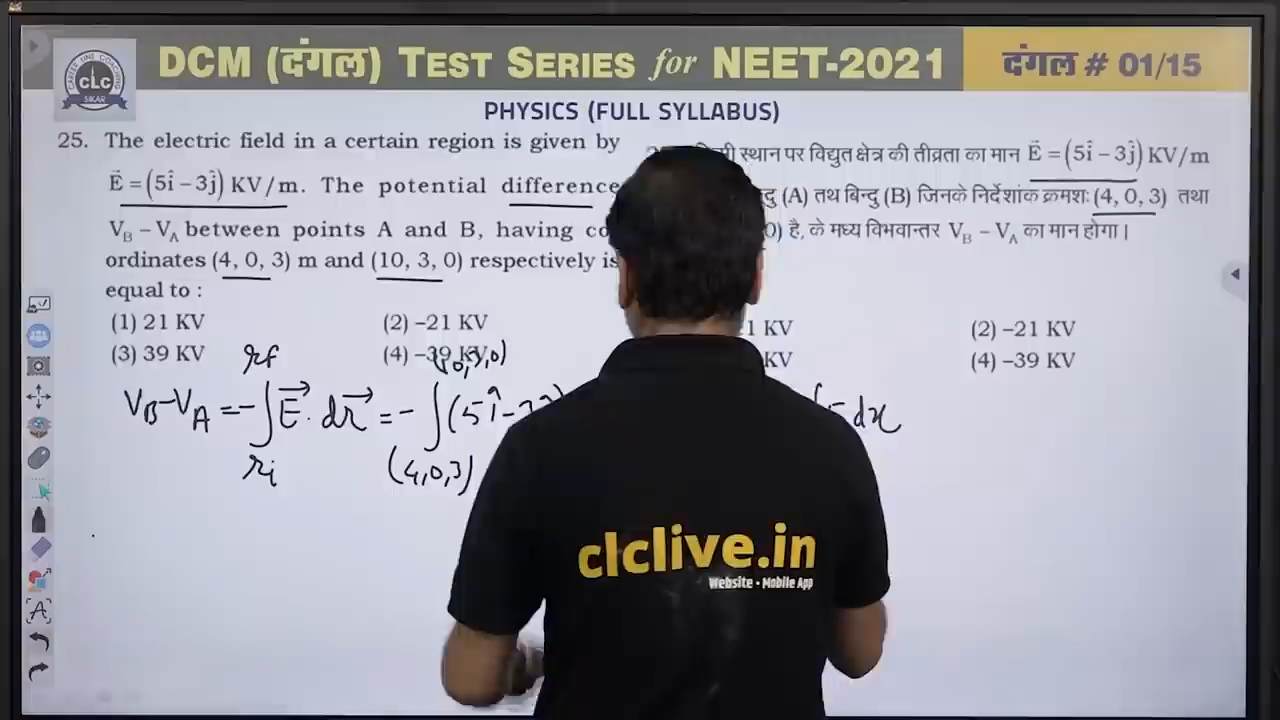 DCM (दंगल) TEST SERIES for NEET-2021
दंगल # 01/15
CLC
SIKAR
PHYSICS (FULL SYLLABUS)
25. The electric field in a certain region is given by
E⃗ = (5î – 3ĵ) KV/m. The potential difference
V_B – V_A between points A and B, having co
ordinates (4, 0, 3) m and (10, 3, 0) respectively is
equal to :
(1) 21 KV (2) –21 KV
(3) 39 KV (4) –39 KV
स्थान पर विद्युत क्षेत्र की तीव्रता का मान E⃗ = (5î – 3ĵ) KV/m
(A) तथ बिन्दु (B) जिनके निर्देशांक क्रमशः (4, 0, 3) तथा
0) है, के मध्य विभवान्तर V_B – V_A का मान होगा।
1 KV (2) –21 KV
KV (4) –39 KV
rf
V_B – V_A = – ∫ E⃗ . dr⃗ = – ∫ (5î –
ri
(4,0,3)
dx
clclive.in
Website • Mobile App